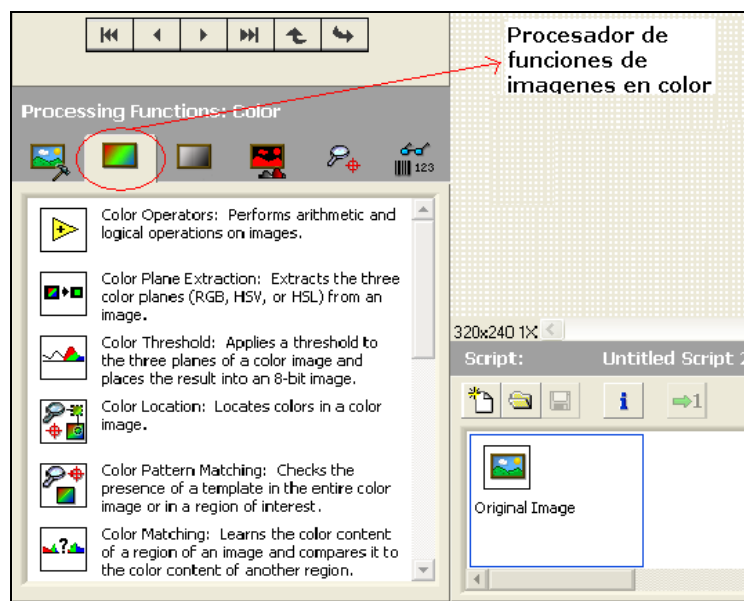 Procesador de
funciones de
imagenes en color
Processing Functions: Color
123
Color Operators: Performs arithmetic and
logical operations on images.
Color Plane Extraction: Extracts the three
color planes (RGB, HSV, or HSL) from an
image.
Color Threshold: Applies a threshold to
the three planes of a color image and
places the result into an 8-bit image.
Color Location: Locates colors in a color
image.
Color Pattern Matching: Checks the
presence of a template in the entire color
image or in a region of interest.
Color Matching: Learns the color content
of a region of an image and compares it to
the color content of another region.
320x240 1X
Script: Untitled Script 2
1
Original Image